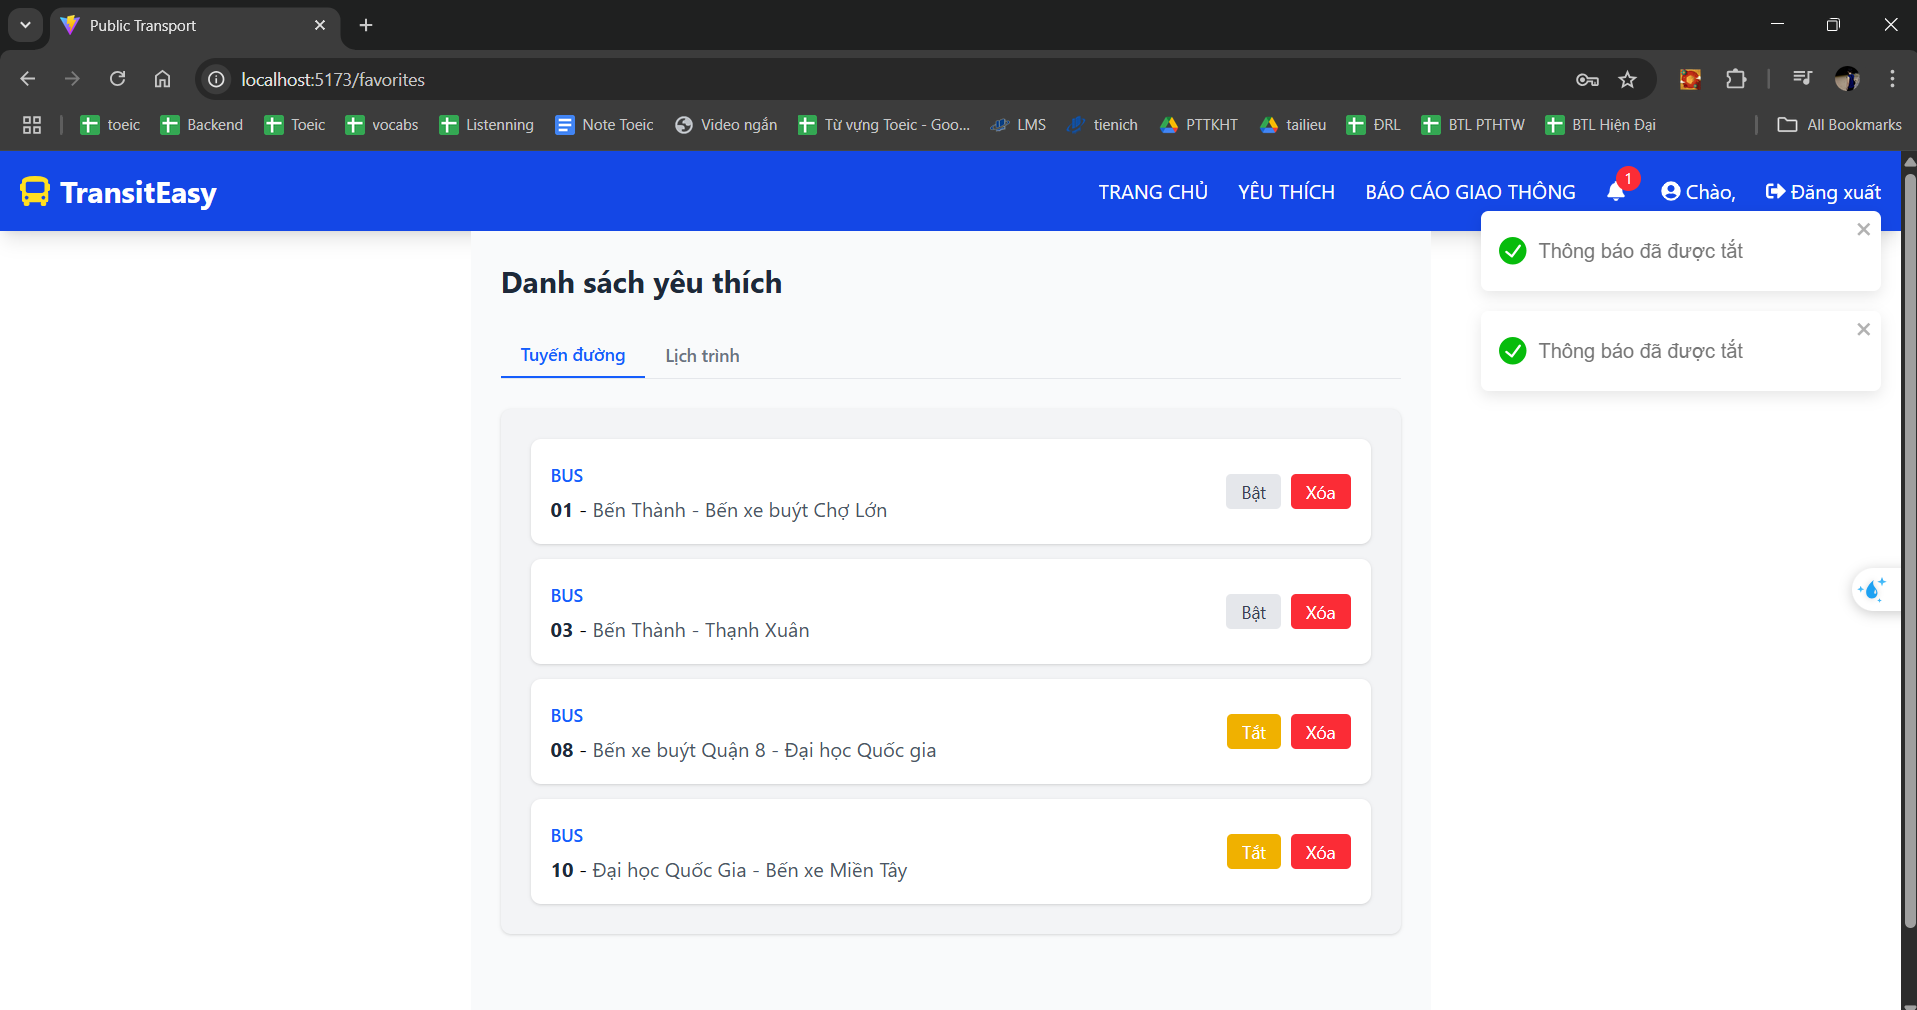 Public Transport
localhost:5173/favorites
toeic
Backend
Toeic
vocabs
Listenning
Note Toeic
Video ngắn
Từ vựng Toeic - Goo...
LMS
tienich
PTTKHT
tailieu
ĐRL
BTL PTHTW
BTL Hiện Đại
All Bookmarks
TransitEasy
TRANG CHỦ
YÊU THÍCH
BÁO CÁO GIAO THÔNG
1
Chào,
Đăng xuất
Thông báo đã được tắt
Thông báo đã được tắt
Danh sách yêu thích
Tuyến đường
Lịch trình
BUS
01 - Bến Thành - Bến xe buýt Chợ Lớn
Bật
Xóa
BUS
03 - Bến Thành - Thạnh Xuân
Bật
Xóa
BUS
08 - Bến xe buýt Quận 8 - Đại học Quốc gia
Tắt
Xóa
BUS
10 - Đại học Quốc Gia - Bến xe Miền Tây
Tắt
Xóa